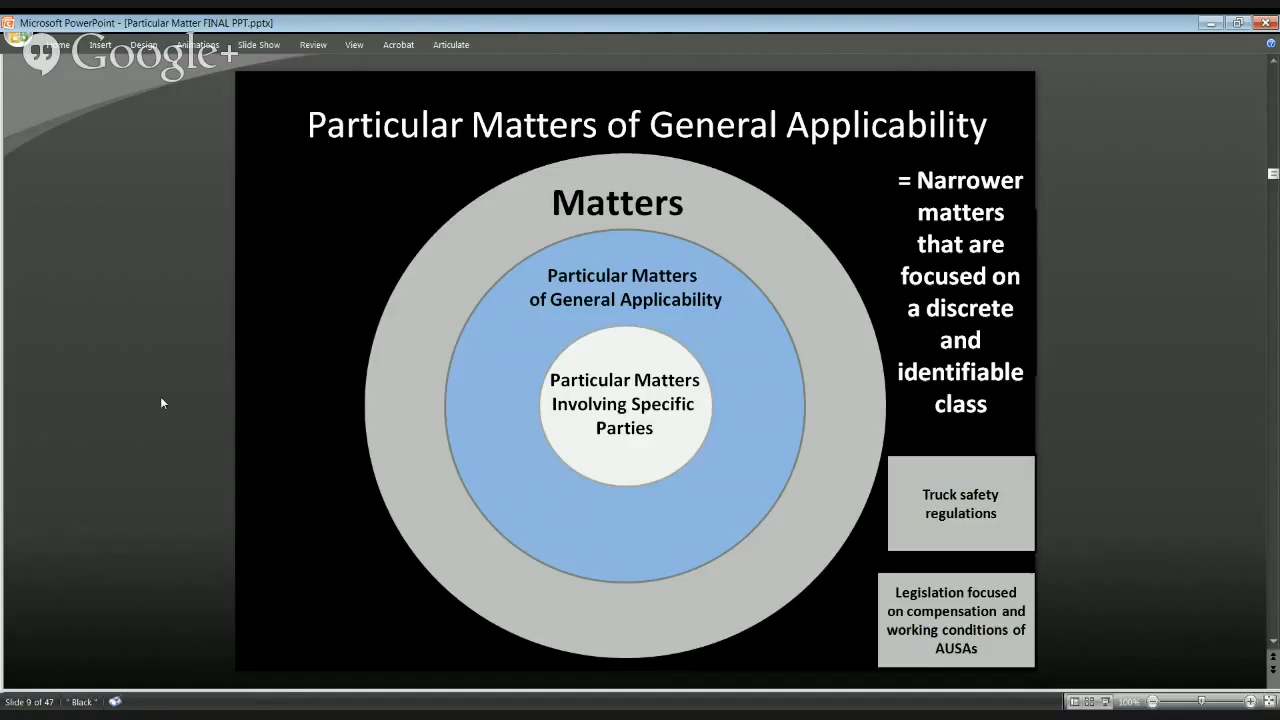 Microsoft PowerPoint - [Particular Matter FINAL PPT.pptx]
Home Insert Design Animations Slide Show Review View Acrobat Articulate
Google+
Particular Matters of General Applicability
Matters
Particular Matters
of General Applicability
Particular Matters
Involving Specific
Parties
= Narrower
matters
that are
focused on
a discrete
and
identifiable
class
Truck safety
regulations
Legislation focused
on compensation and
working conditions of
AUSAs
Slide 9 of 47 "Black" 100%